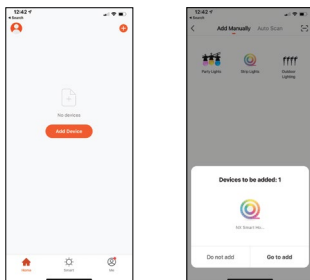 12:42
Search
No devices
Add Device
Home
Smart
Me
12:42
Search
Add Manually Auto Scan
Fairy Lights
Strip Lights
Outdoor
Lighting
Devices to be added: 1
Do not add
Go to add